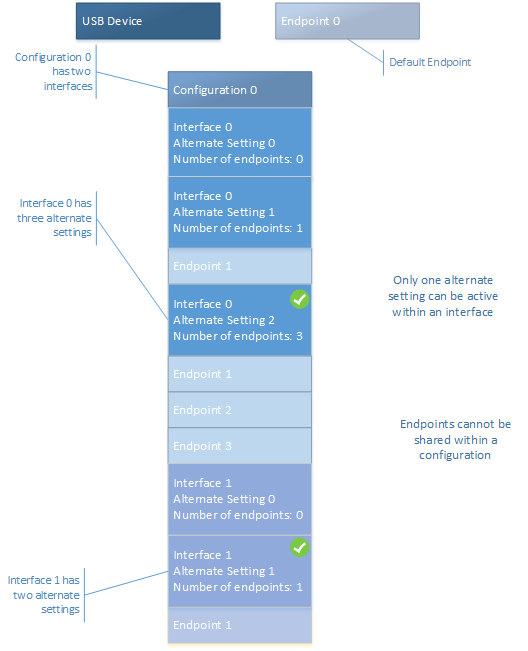 USB Device
Endpoint 0
Configuration 0
has two
interfaces
Default Endpoint
Configuration 0
Interface 0
Alternate Setting 0
Number of endpoints: 0
Interface 0
Alternate Setting 1
Number of endpoints: 1
Interface 0 has
three alternate
settings
Endpoint 1
Only one alternate
setting can be active
within an interface
Interface 0
Alternate Setting 2
Number of endpoints: 3
Endpoint 1
Endpoint 2
Endpoint 3
Endpoints cannot be
shared within a
configuration
Interface 1
Alternate Setting 0
Number of endpoints: 0
Interface 1
Alternate Setting 1
Number of endpoints: 1
Interface 1 has
two alternate
settings
Endpoint 1